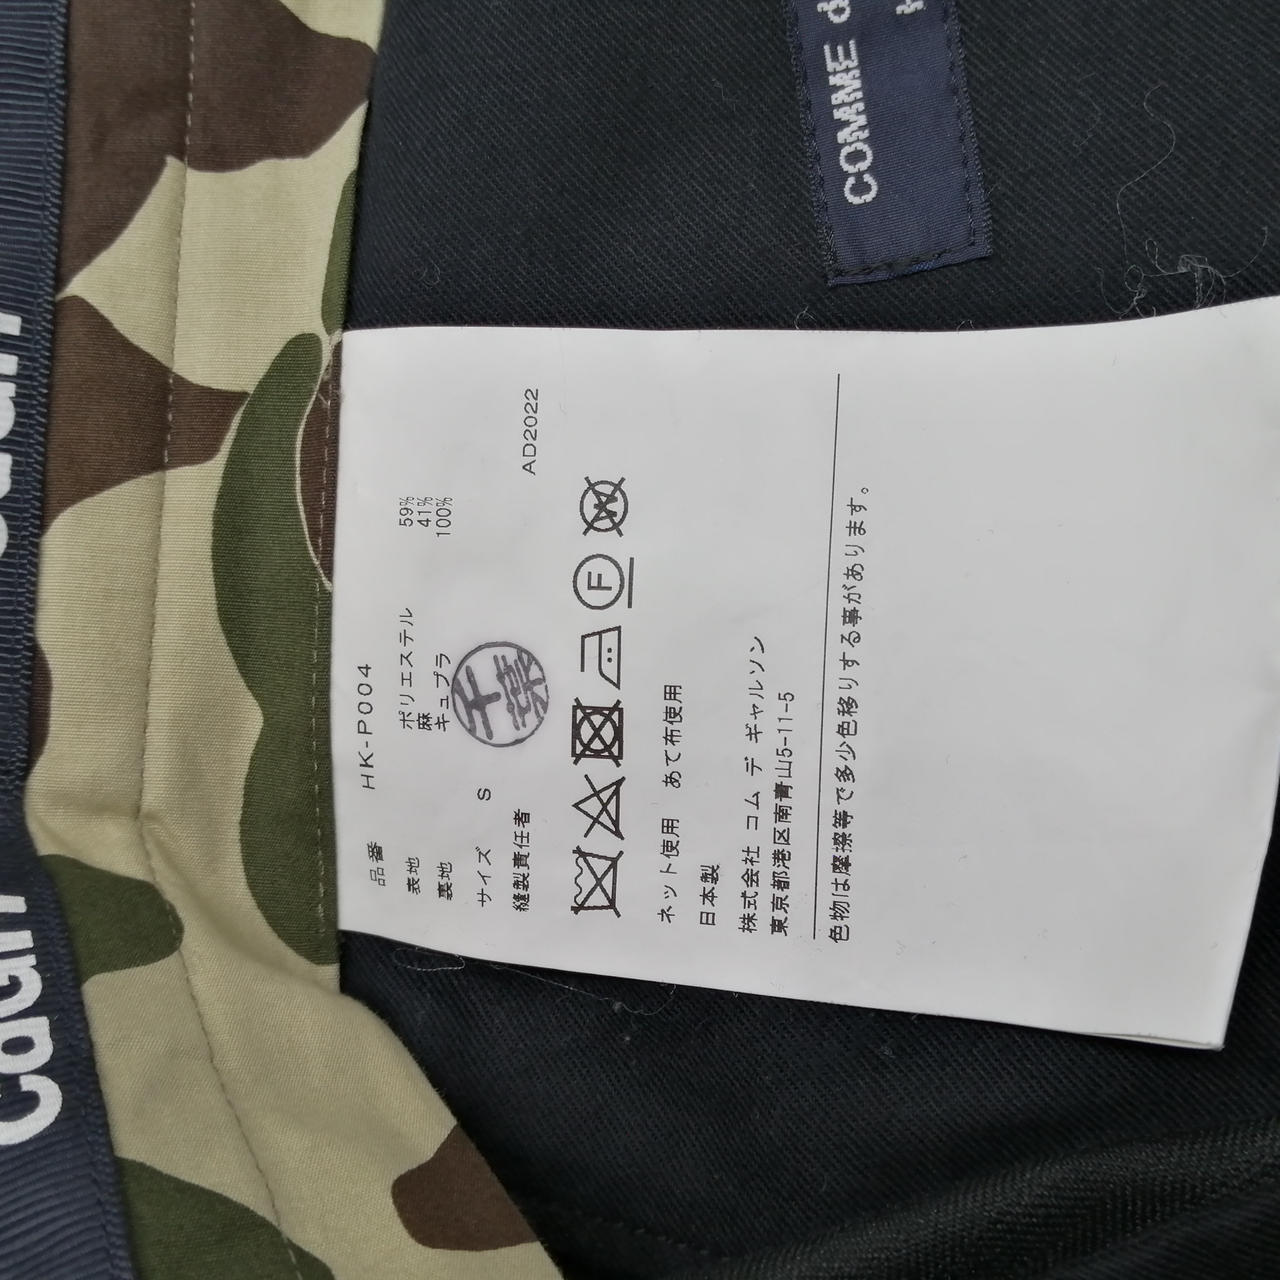 COMME d
品番 HK-P004
表地 ポリエステル 59%
麻 41%
裏地 キュプラ 100%
サイズ S
縫製責任者 千葉
AD2022
F
W
ネット使用 あて布使用
日本製
株式会社 コム デ ギャルソン
東京都港区南青山5-11-5
色物は摩擦等で多少色移りする事があります。